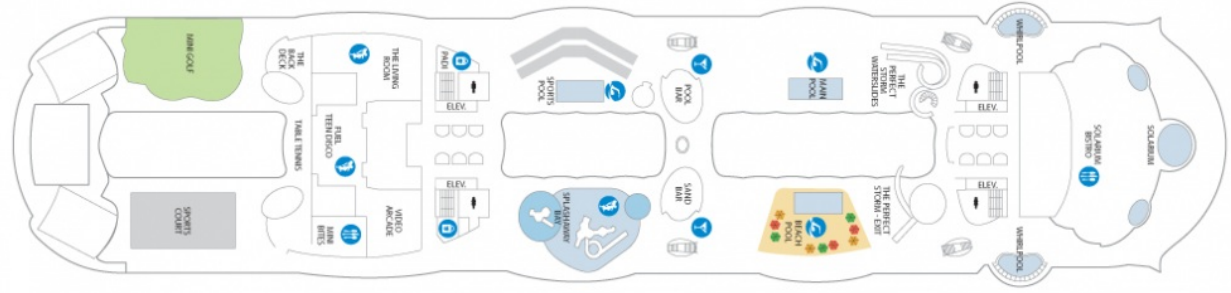 MINI GOLF
THE
BACK
DECK
TABLE TENNIS
SPORTS
COURT
THE LIVING
ROOM
FUEL
TEEN DISCO
MINI
BITES
VIDEO
ARCADE
PADI
ELEV.
ELEV.
SPORTS
POOL
SPLASHAWAY
BAY
POOL
BAR
SAND
BAR
MAIN
POOL
BEACH
POOL
THE
PERFECT
STORM
WATERSLIDES
THE PERFECT
STORM - EXIT
ELEV.
ELEV.
WHIRLPOOL
WHIRLPOOL
SOLARIUM
BISTRO
SOLARIUM